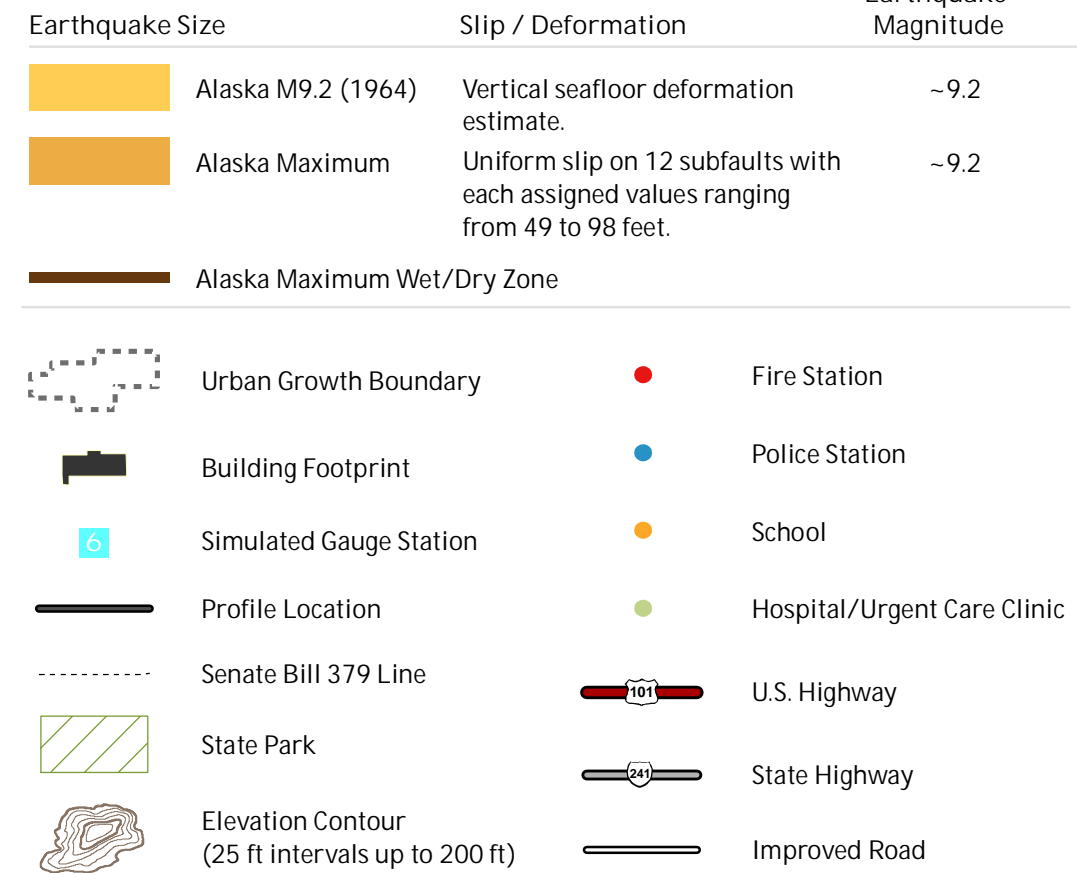 Earthquake
Earthquake Size
Slip / Deformation
Magnitude
Alaska M9.2 (1964)
Vertical seafloor deformation
estimate.
~9.2
Alaska Maximum
Uniform slip on 12 subfaults with
each assigned values ranging
from 49 to 98 feet.
~9.2
Alaska Maximum Wet/Dry Zone
Urban Growth Boundary
Fire Station
Building Footprint
Police Station
6
Simulated Gauge Station
School
Profile Location
Hospital/Urgent Care Clinic
Senate Bill 379 Line
101
U.S. Highway
State Park
241
State Highway
Elevation Contour
(25 ft intervals up to 200 ft)
Improved Road